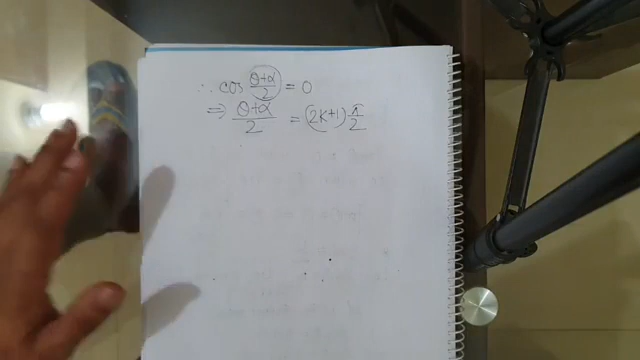 ∴ cos (θ+α)/2 = 0
⇒ (θ+α)/2 = (2K+1) π/2